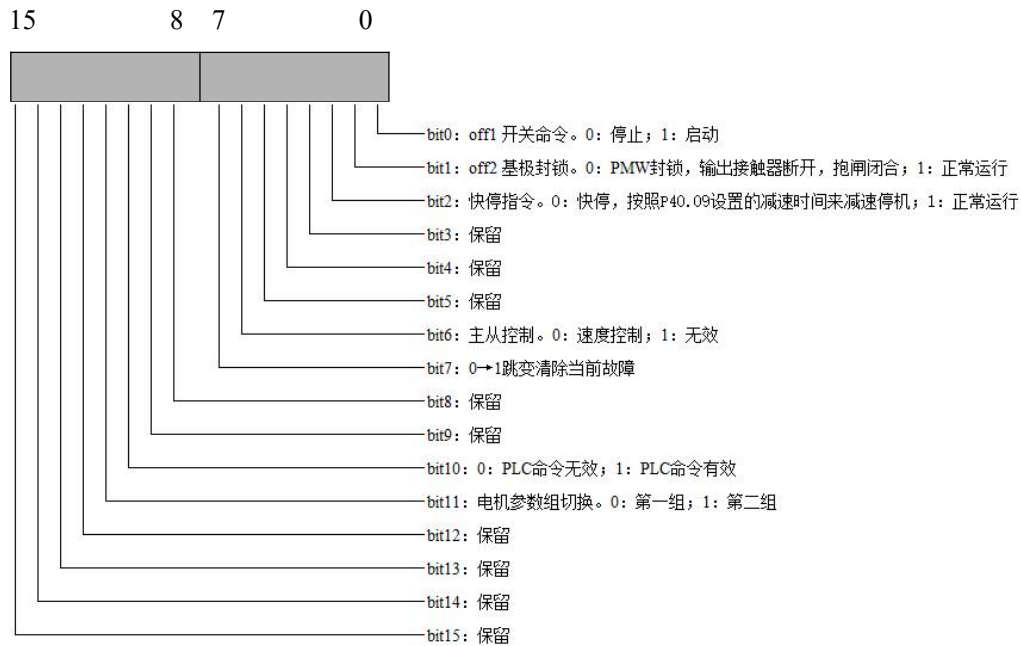 15 8 7 0
bit0：off1 开关命令。0：停止；1：启动
bit1：off2 基极封锁。0：PMW封锁，输出接触器断开，抱闸闭合；1：正常运行
bit2：快停指令。0：快停，按照P40.09设置的减速时间来减速停机；1：正常运行
bit3：保留
bit4：保留
bit5：保留
bit6：主从控制。0：速度控制；1：无效
bit7：0→1跳变清除当前故障
bit8：保留
bit9：保留
bit10：0：PLC命令无效；1：PLC命令有效
bit11：电机参数组切换。0：第一组；1：第二组
bit12：保留
bit13：保留
bit14：保留
bit15：保留